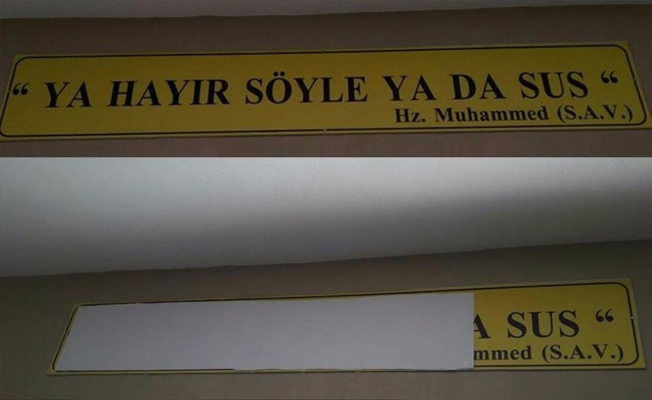 “ YA HAYIR SÖYLE YA DA SUS “
Hz. Muhammed (S.A.V.)
A SUS “
mmed (S.A.V.)